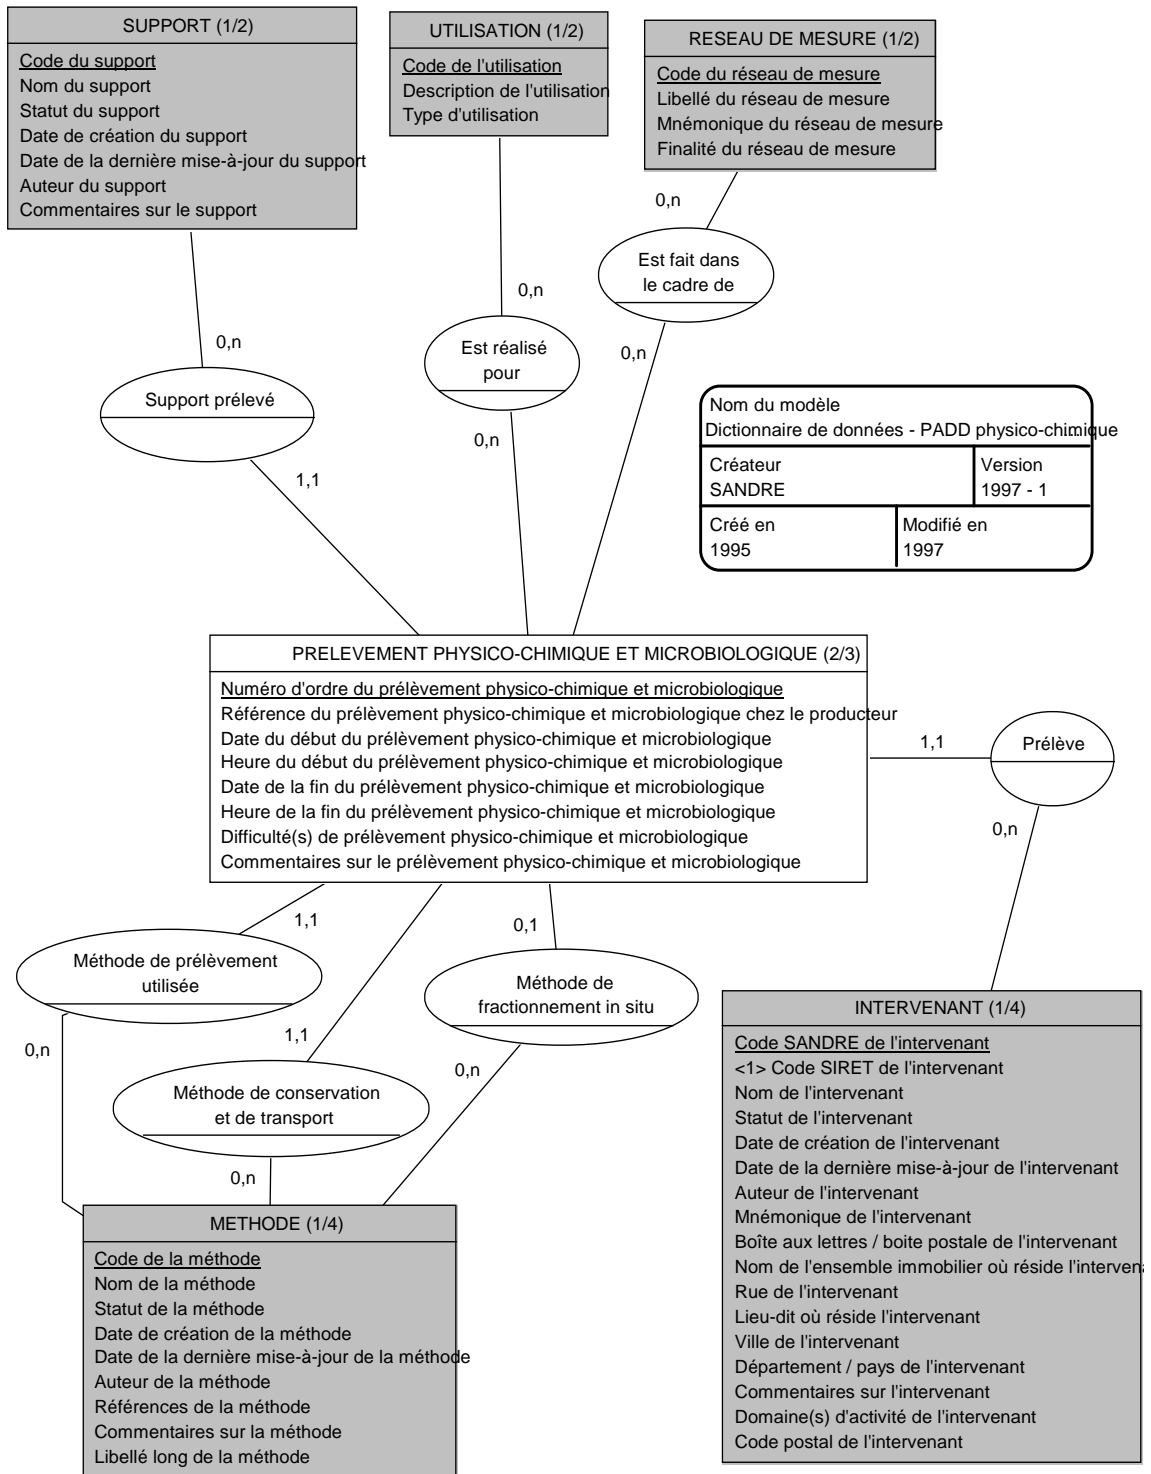 SUPPORT (1/2)
Code du support
Nom du support
Statut du support
Date de création du support
Date de la dernière mise-à-jour du support
Auteur du support
Commentaires sur le support
UTILISATION (1/2)
Code de l'utilisation
Description de l'utilisation
Type d'utilisation
RESEAU DE MESURE (1/2)
Code du réseau de mesure
Libellé du réseau de mesure
Mnémonique du réseau de mesure
Finalité du réseau de mesure
0,n
Est fait dans
le cadre de
0,n
0,n
Est réalisé
pour
0,n
0,n
Support prélevé
1,1
0,n
Nom du modèle
Dictionnaire de données - PADD physico-chimique
Créateur
SANDRE
Version
1997 - 1
Créé en
1995
Modifié en
1997
PRELEVEMENT PHYSICO-CHIMIQUE ET MICROBIOLOGIQUE (2/3)
Numéro d'ordre du prélèvement physico-chimique et microbiologique
Référence du prélèvement physico-chimique et microbiologique chez le producteur
Date du début du prélèvement physico-chimique et microbiologique
Heure du début du prélèvement physico-chimique et microbiologique
Date de la fin du prélèvement physico-chimique et microbiologique
Heure de la fin du prélèvement physico-chimique et microbiologique
Difficulté(s) de prélèvement physico-chimique et microbiologique
Commentaires sur le prélèvement physico-chimique et microbiologique
1,1
Prélève
0,n
1,1
Méthode de prélèvement
utilisée
0,n
0,1
Méthode de
fractionnement in situ
0,n
1,1
Méthode de conservation
et de transport
0,n
METHODE (1/4)
Code de la méthode
Nom de la méthode
Statut de la méthode
Date de création de la méthode
Date de la dernière mise-à-jour de la méthode
Auteur de la méthode
Références de la méthode
Commentaires sur la méthode
Libellé long de la méthode
INTERVENANT (1/4)
Code SANDRE de l'intervenant
<1> Code SIRET de l'intervenant
Nom de l'intervenant
Statut de l'intervenant
Date de création de l'intervenant
Date de la dernière mise-à-jour de l'intervenant
Auteur de l'intervenant
Mnémonique de l'intervenant
Boîte aux lettres / boite postale de l'intervenant
Nom de l'ensemble immobilier où réside l'interven
Rue de l'intervenant
Lieu-dit où réside l'intervenant
Ville de l'intervenant
Département / pays de l'intervenant
Commentaires sur l'intervenant
Domaine(s) d'activité de l'intervenant
Code postal de l'intervenant